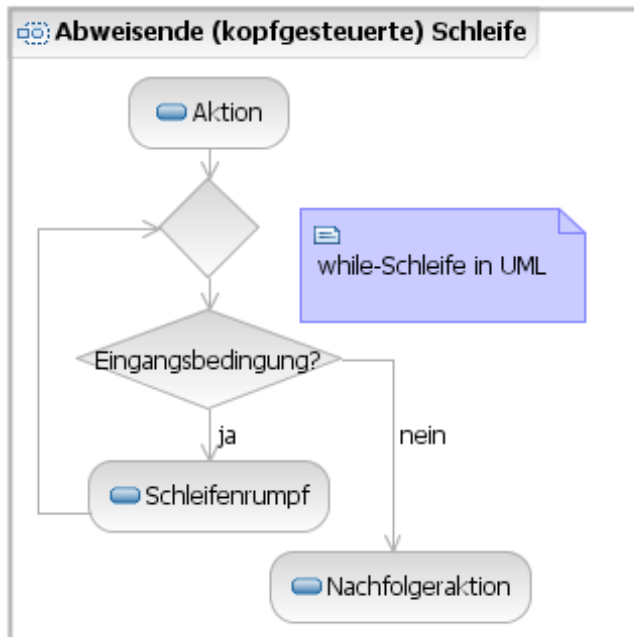 Abweisende (kopfgesteuerte) Schleife
Aktion
while-Schleife in UML
Eingangsbedingung?
ja
nein
Schleifenrumpf
Nachfolgeraktion